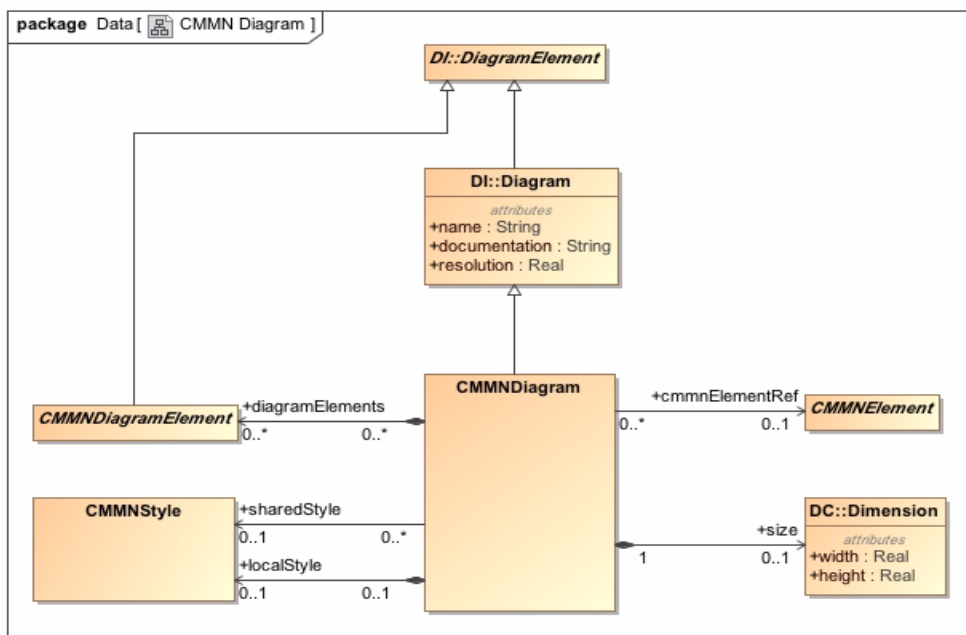 package Data[ CMMN Diagram ]
DI::DiagramElement
DI::Diagram
attributes
+name : String
+documentation : String
+resolution : Real
CMMNDiagram
CMMNDiagramElement
+diagramElements
0..* 0..*
+cmmnElementRef
0..* 0..1
CMMNElement
CMMNStyle
+sharedStyle
0..1 0..*
+localStyle
0..1 0..1
+size
1 0..1
DC::Dimension
attributes
+width : Real
+height : Real